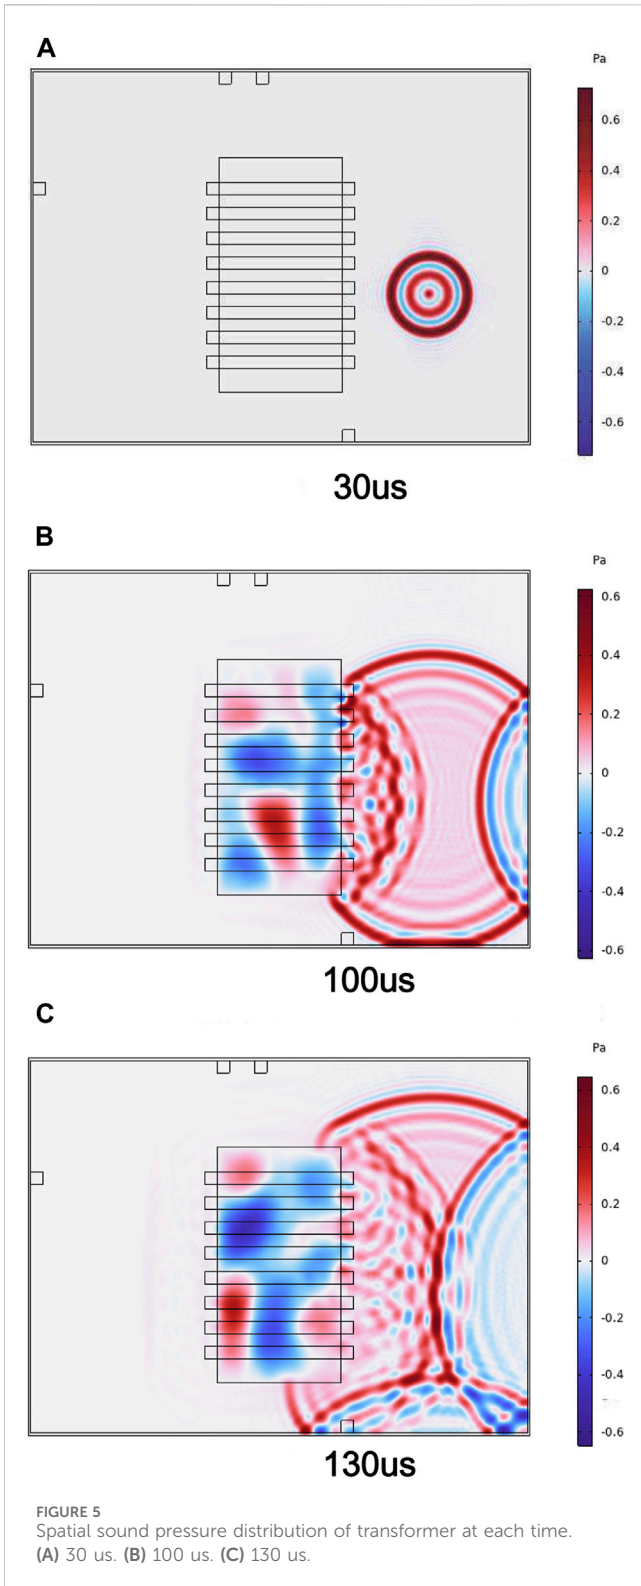 A
Pa
0.6
0.4
0.2
0
-0.2
-0.4
-0.6
30us
B
Pa
0.6
0.4
0.2
0
-0.2
-0.4
-0.6
100us
C
Pa
0.6
0.4
0.2
0
-0.2
-0.4
-0.6
130us
FIGURE 5
Spatial sound pressure distribution of transformer at each time.
(A) 30 us. (B) 100 us. (C) 130 us.